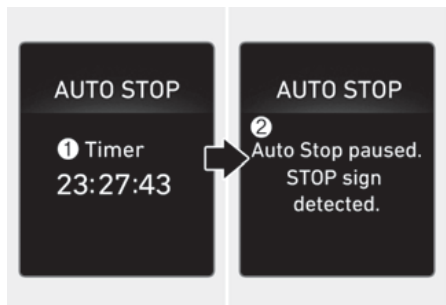 AUTO STOP
① Timer
23:27:43
AUTO STOP
②
Auto Stop paused.
STOP sign
detected.